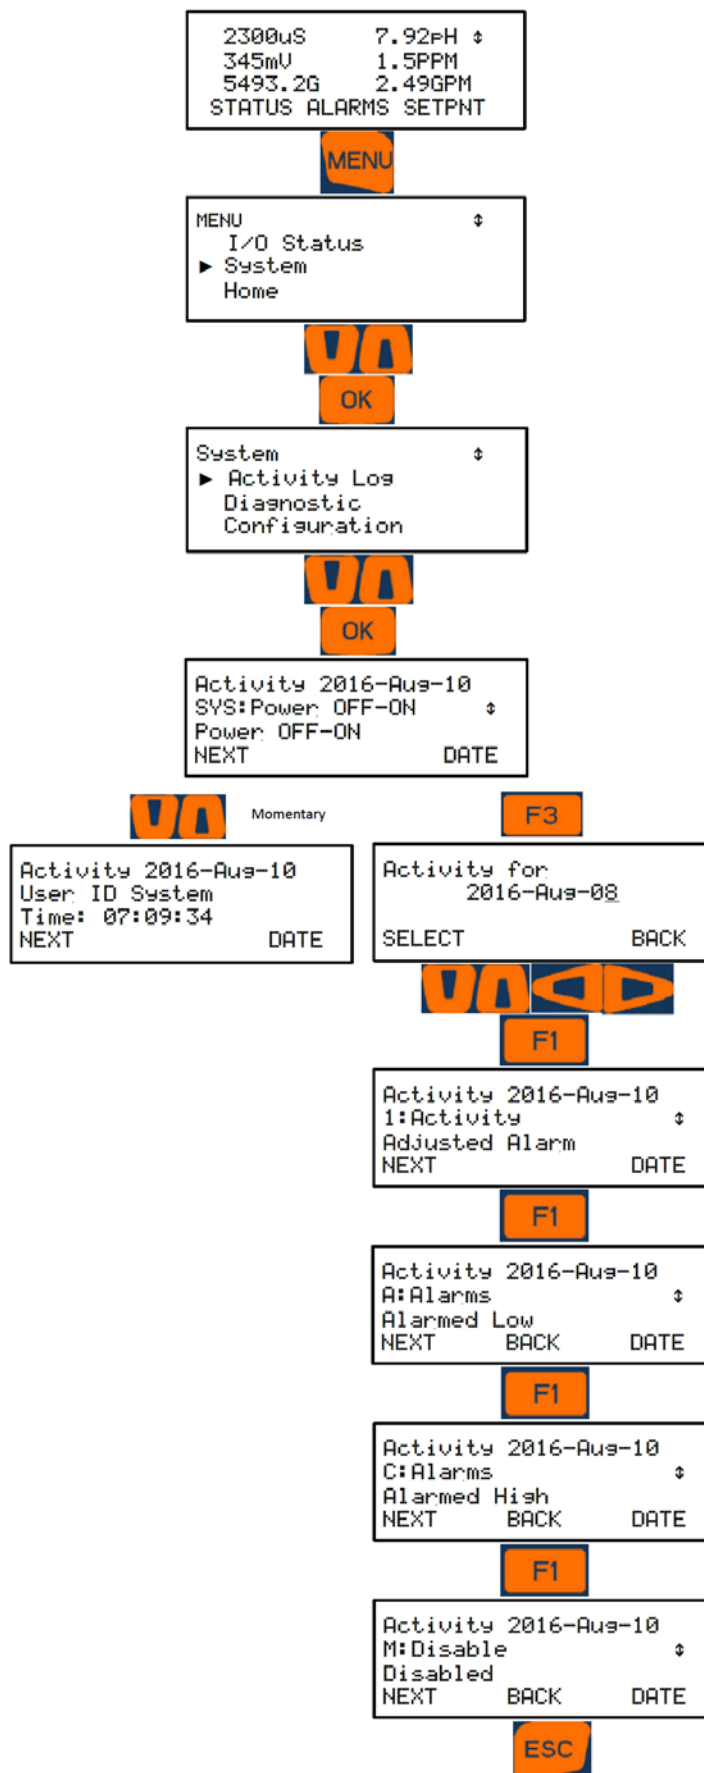 2300uS 7.92pH ⇕
345mV 1.5PPM
5493.2G 2.49GPM
STATUS ALARMS SETPNT
MENU
MENU ⇕
I/O Status
► System
Home
OK
System ⇕
► Activity Log
Diagnostic
Configuration
OK
Activity 2016-Aug-10
SYS:Power OFF-ON ⇕
Power OFF-ON
NEXT DATE
Momentary
Activity 2016-Aug-10
User ID System
Time: 07:09:34
NEXT DATE
F3
Activity for
2016-Aug-08
SELECT BACK
F1
Activity 2016-Aug-10
1:Activity ⇕
Adjusted Alarm
NEXT DATE
F1
Activity 2016-Aug-10
A:Alarms ⇕
Alarmed Low
NEXT BACK DATE
F1
Activity 2016-Aug-10
C:Alarms ⇕
Alarmed High
NEXT BACK DATE
F1
Activity 2016-Aug-10
M:Disable ⇕
Disabled
NEXT BACK DATE
ESC